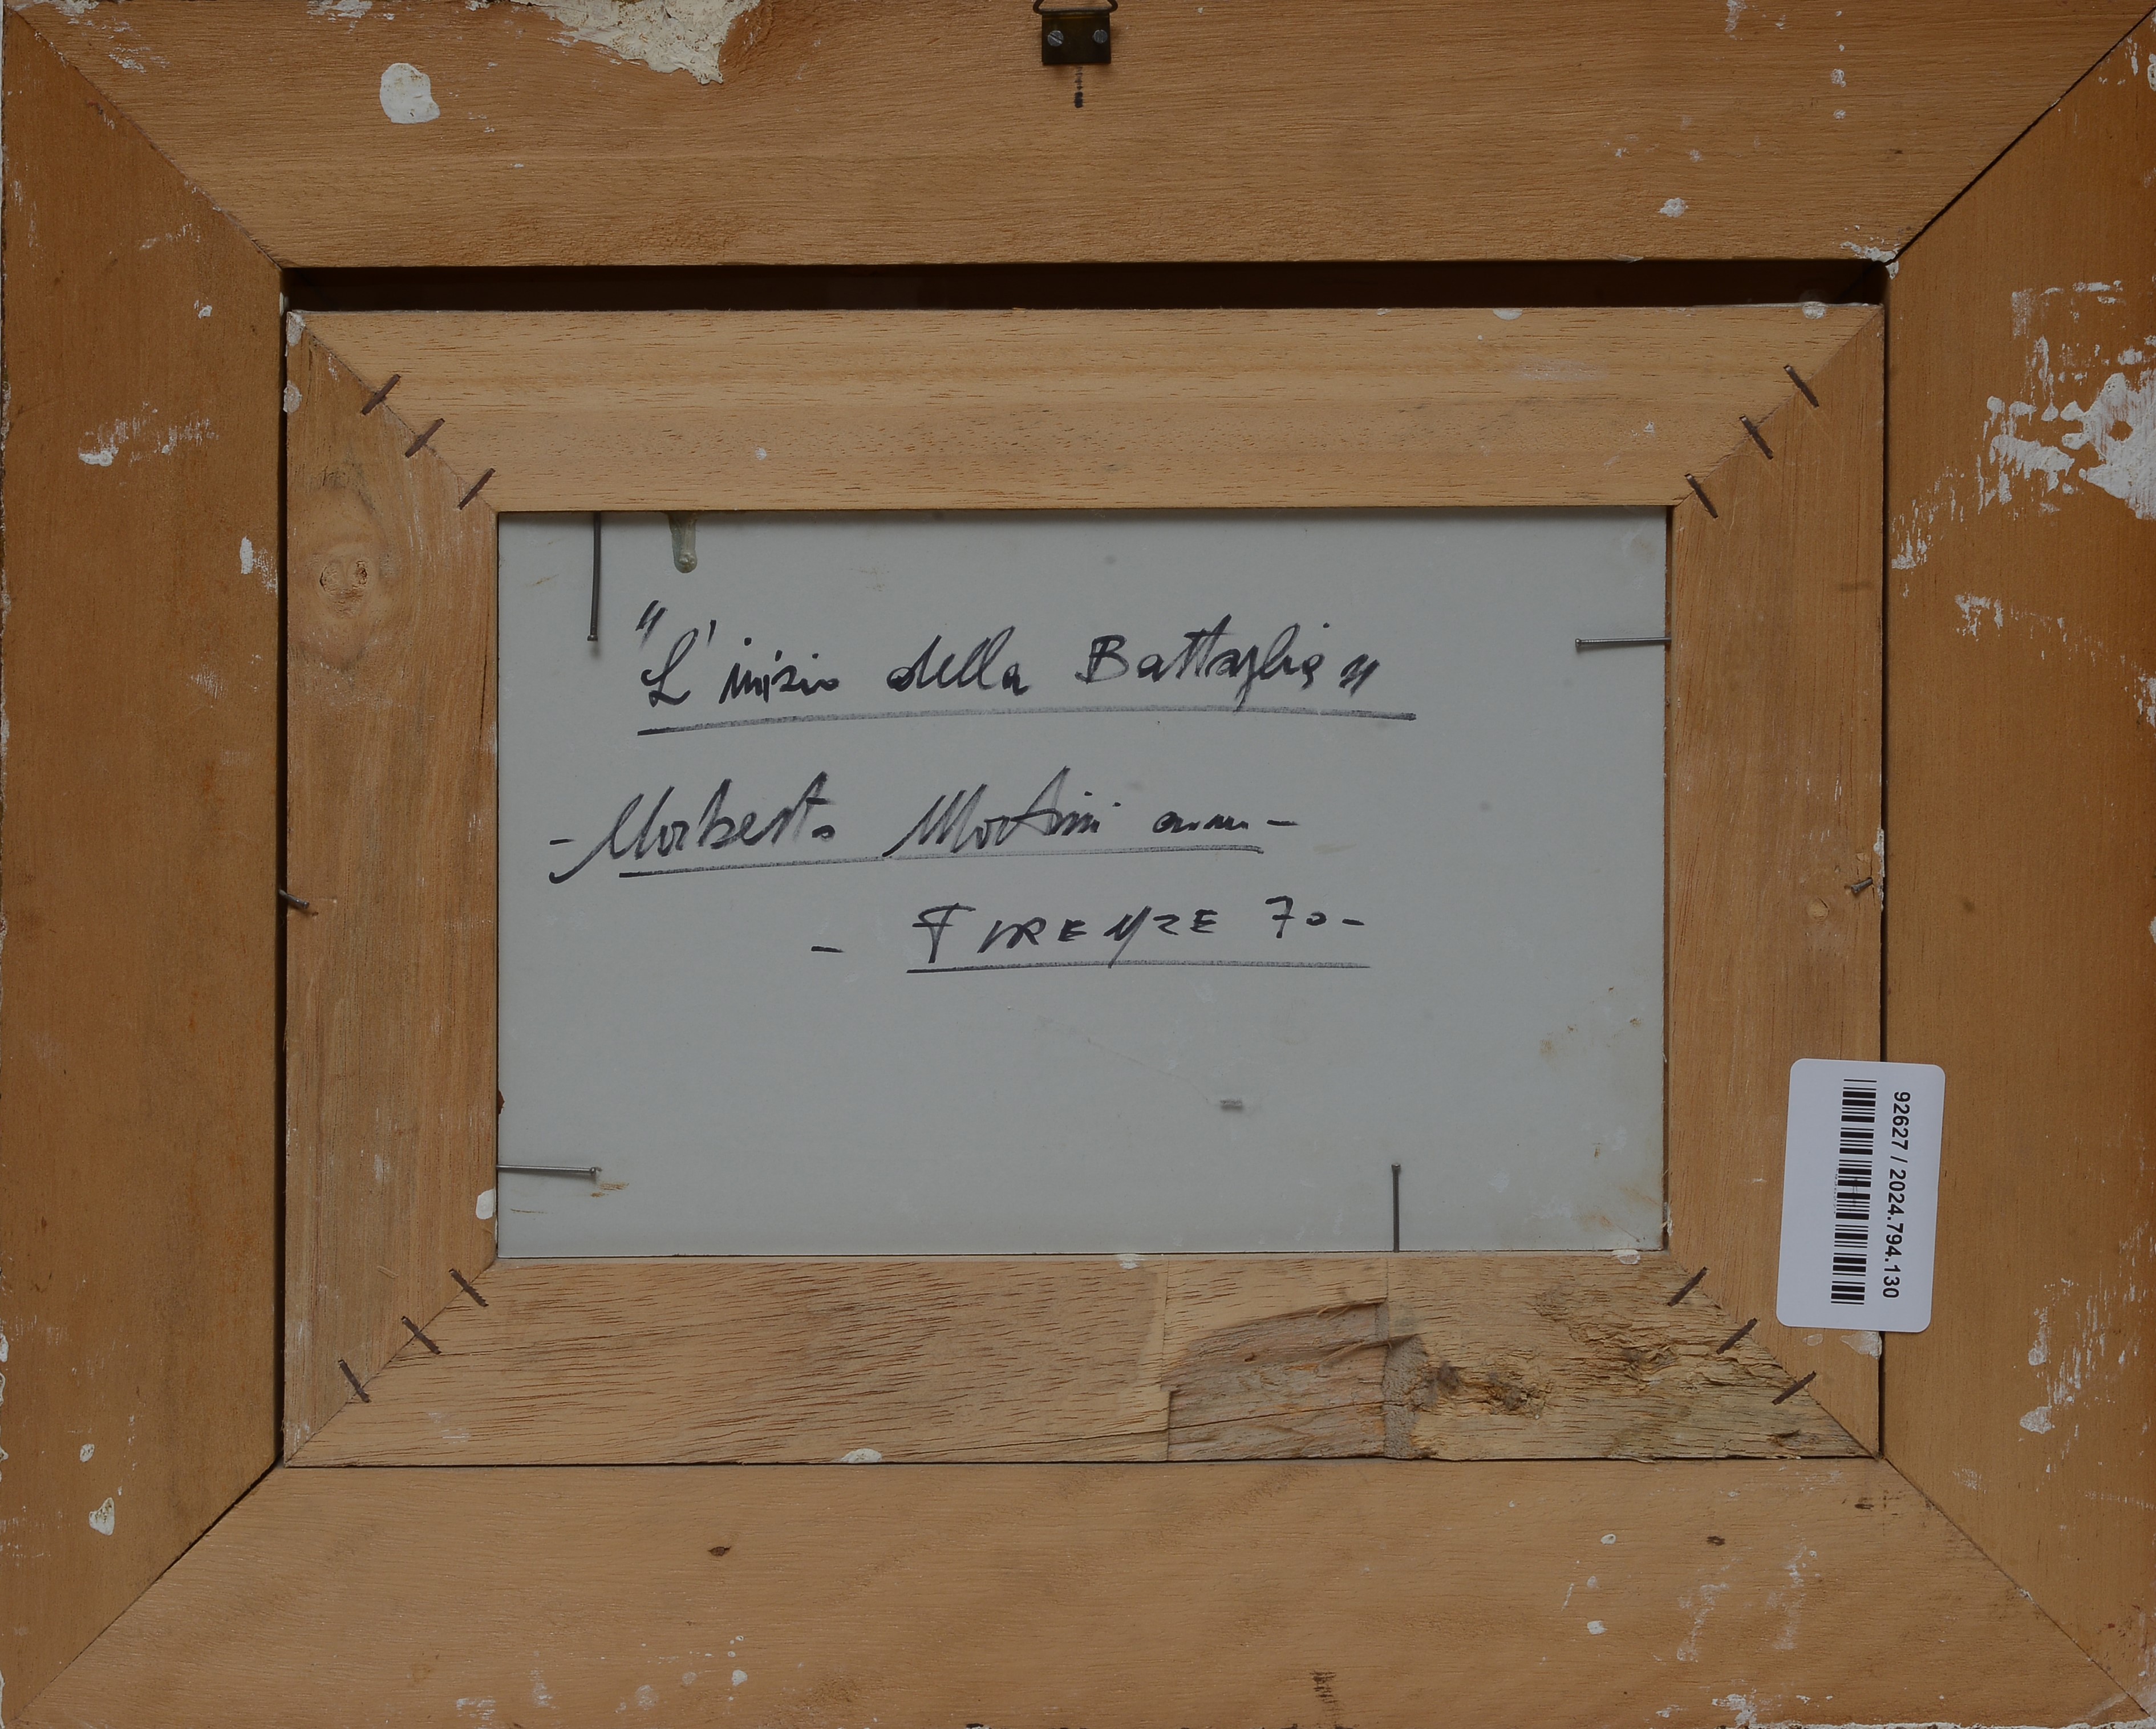 "L'inizio della Battaglia"
- Norberto Martini -
- FIRENZE 70 -
92627 / 2024.794.130